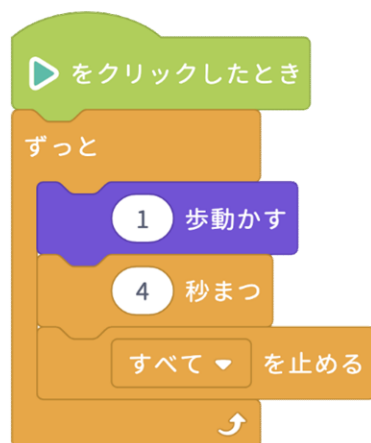 をクリックしたとき
ずっと
1 歩動かす
4 秒まつ
すべて を止める